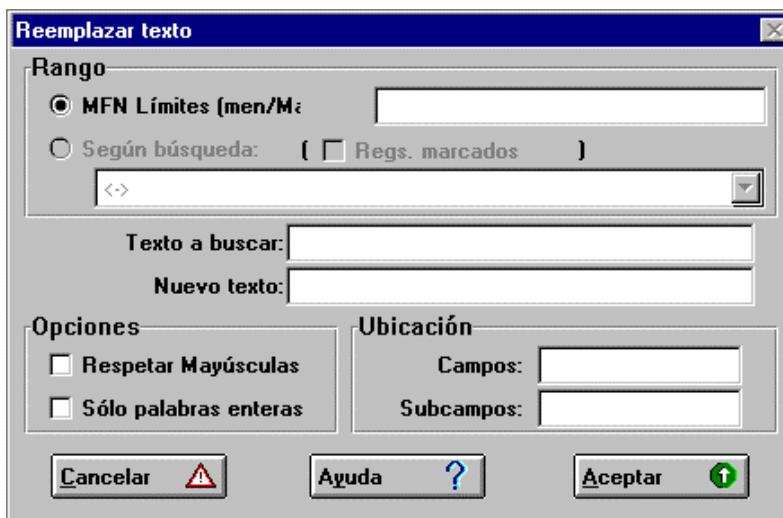 Reemplazar texto
Rango
MFN Límites (men/Ma
Según búsqueda: ( Regs. marcados )
<->
Texto a buscar:
Nuevo texto:
Opciones
Respetar Mayúsculas
Sólo palabras enteras
Ubicación
Campos:
Subcampos:
Cancelar
Ayuda ?
Aceptar